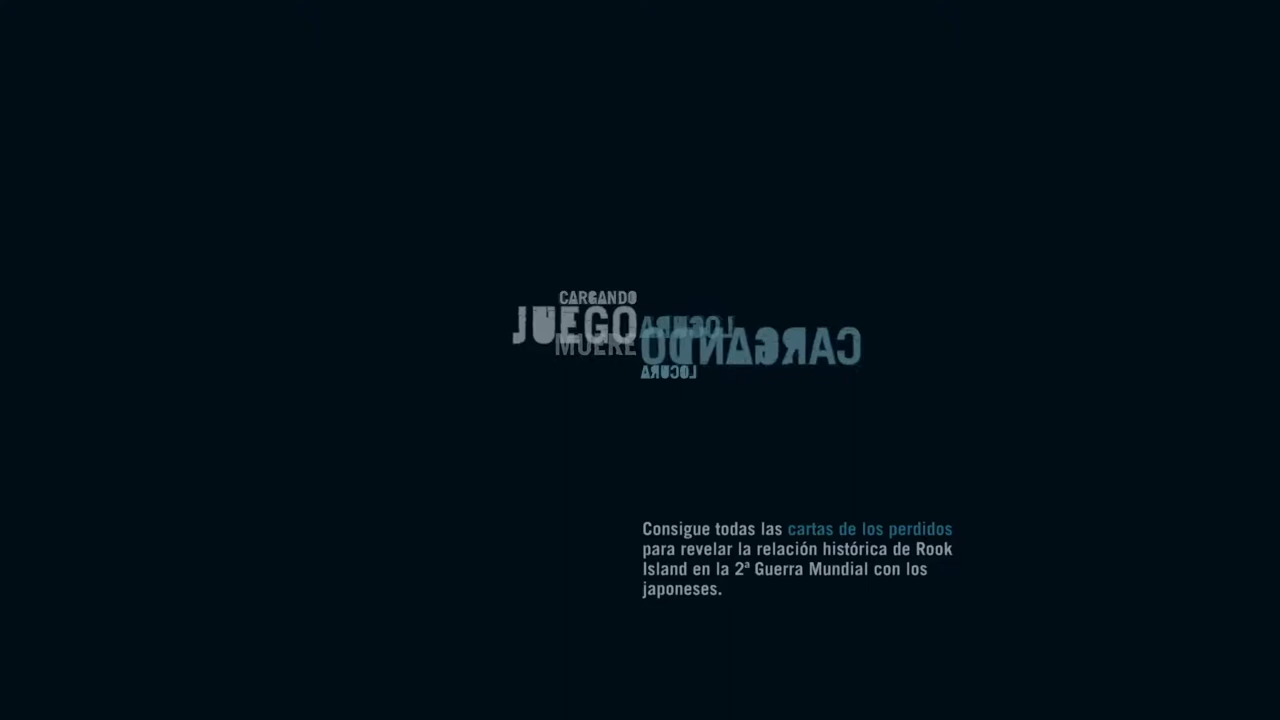 CARGANDO
JUEGO
MUERE
LOCURA
CARGANDO
LOCURA
Consigue todas las cartas de los perdidos
para revelar la relación histórica de Rook
Island en la 2ª Guerra Mundial con los
japoneses.